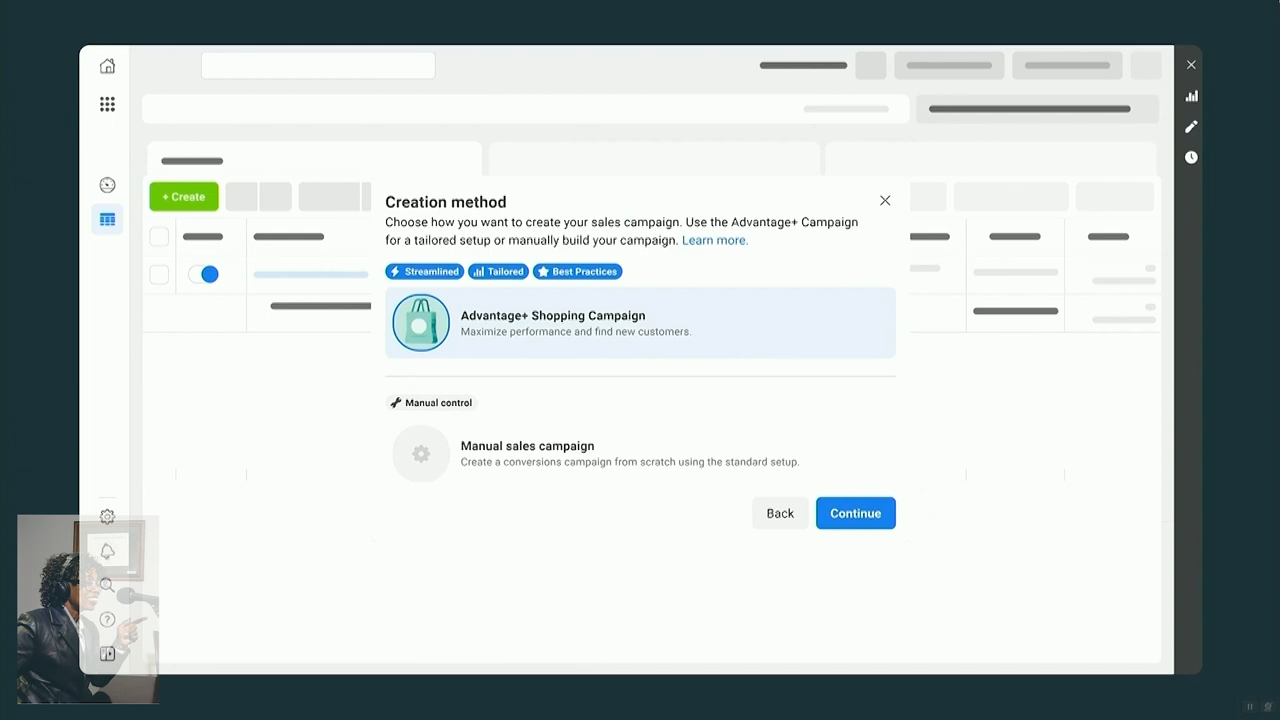 + Create
Creation method
Choose how you want to create your sales campaign. Use the Advantage+ Campaign
for a tailored setup or manually build your campaign. Learn more.
Streamlined
Tailored
Best Practices
Advantage+ Shopping Campaign
Maximize performance and find new customers.
Manual control
Manual sales campaign
Create a conversions campaign from scratch using the standard setup.
Back
Continue